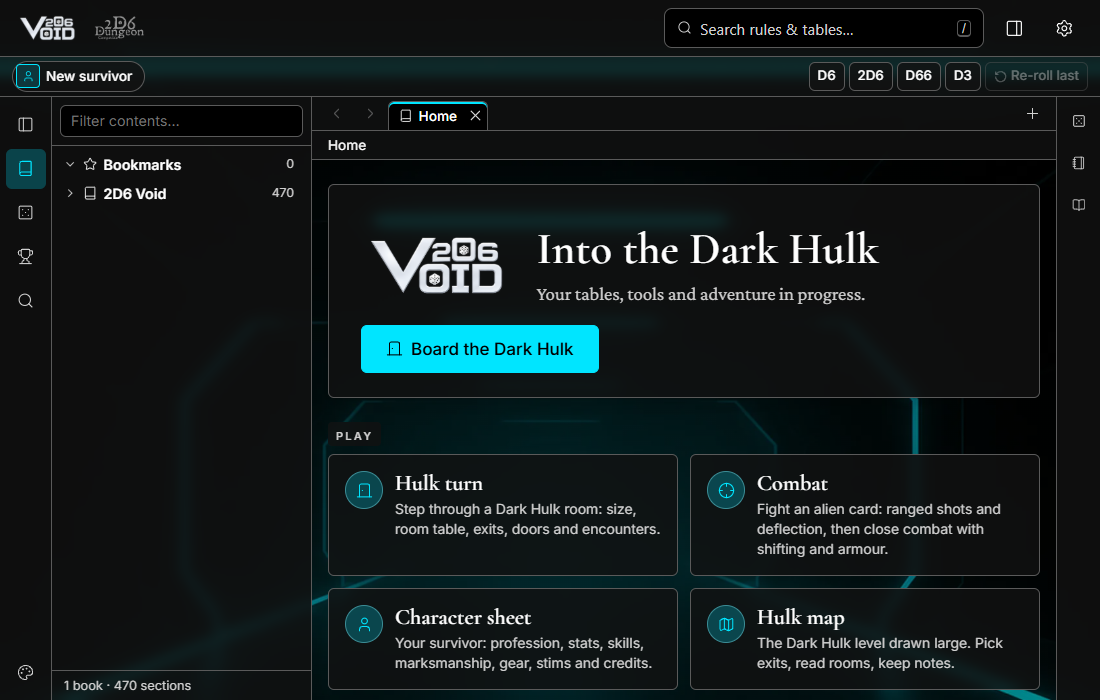 V2D6 VOID
2D6 Dungeon
Search rules & tables...
/
New survivor
D6
2D6
D66
D3
Re-roll last
Filter contents...
Home
Home
Bookmarks
0
2D6 Void
470
V2D6 VOID
Into the Dark Hulk
Your tables, tools and adventure in progress.
Board the Dark Hulk
PLAY
Hulk turn
Step through a Dark Hulk room: size,
room table, exits, doors and encounters.
Combat
Fight an alien card: ranged shots and
deflection, then close combat with
shifting and armour.
Character sheet
Your survivor: profession, stats, skills,
marksmanship, gear, stims and credits.
Hulk map
The Dark Hulk level drawn large. Pick
exits, read rooms, keep notes.
1 book · 470 sections